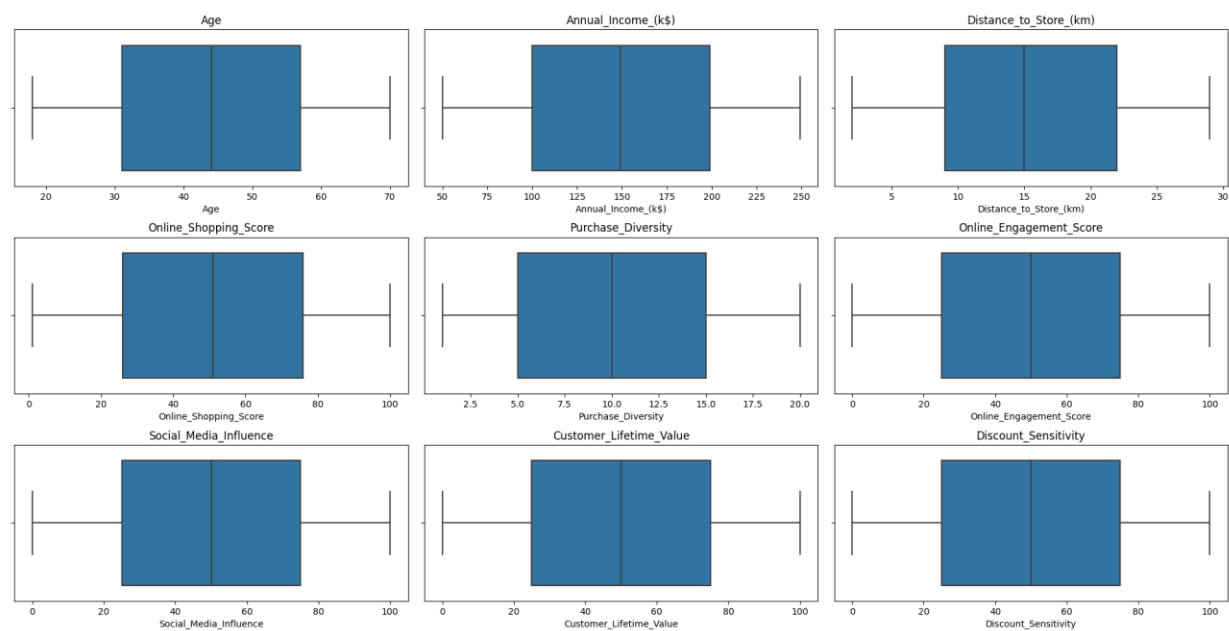 Age
Annual_Income_(k$)
Distance_to_Store_(km)
20 30 40 50 60 70
50 75 100 125 150 175 200 225 250
5 10 15 20 25 30
Age
Annual_Income_(k$)
Distance_to_Store_(km)
Online_Shopping_Score
Purchase_Diversity
Online_Engagement_Score
0 20 40 60 80 100
2.5 5.0 7.5 10.0 12.5 15.0 17.5 20.0
0 20 40 60 80 100
Online_Shopping_Score
Purchase_Diversity
Online_Engagement_Score
Social_Media_Influence
Customer_Lifetime_Value
Discount_Sensitivity
0 20 40 60 80 100
0 20 40 60 80 100
0 20 40 60 80 100
Social_Media_Influence
Customer_Lifetime_Value
Discount_Sensitivity